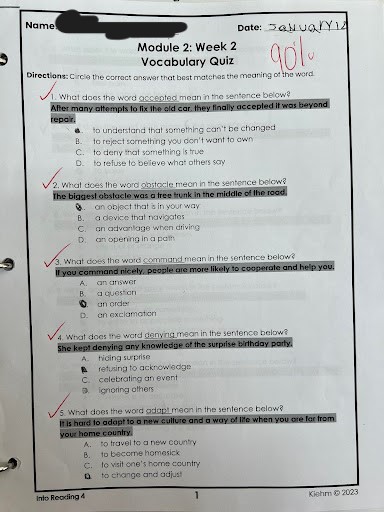 Name
Date: January 12
Module 2: Week 2
Vocabulary Quiz
90%
Directions: Circle the correct answer that best matches the meaning of the word.
1. What does the word accepted mean in the sentence below?
After many attempts to fix the old car, they finally accepted it was beyond
repair.
A. to understand that something can't be changed
B. to reject something you don't want to own
C. to deny that something is true
D. to refuse to believe what others say
2. What does the word obstacle mean in the sentence below?
The biggest obstacle was a tree trunk in the middle of the road.
A. an object that is in your way
B. a device that navigates
C. an advantage when driving
D. an opening in a path
3. What does the word command mean in the sentence below?
If you command nicely, people are more likely to cooperate and help you.
A. an answer
B. a question
C. an order
D. an exclamation
4. What does the word denying mean in the sentence below?
She kept denying any knowledge of the surprise birthday party.
A. hiding surprise
B. refusing to acknowledge
C. celebrating an event
D. ignoring others
5. What does the word adapt mean in the sentence below?
It is hard to adapt to a new culture and a way of life when you are far from
your home country.
A. to travel to a new country
B. to become homesick
C. to visit one's home country
D. to change and adjust
Into Reading 4
1
Kiehm © 2023